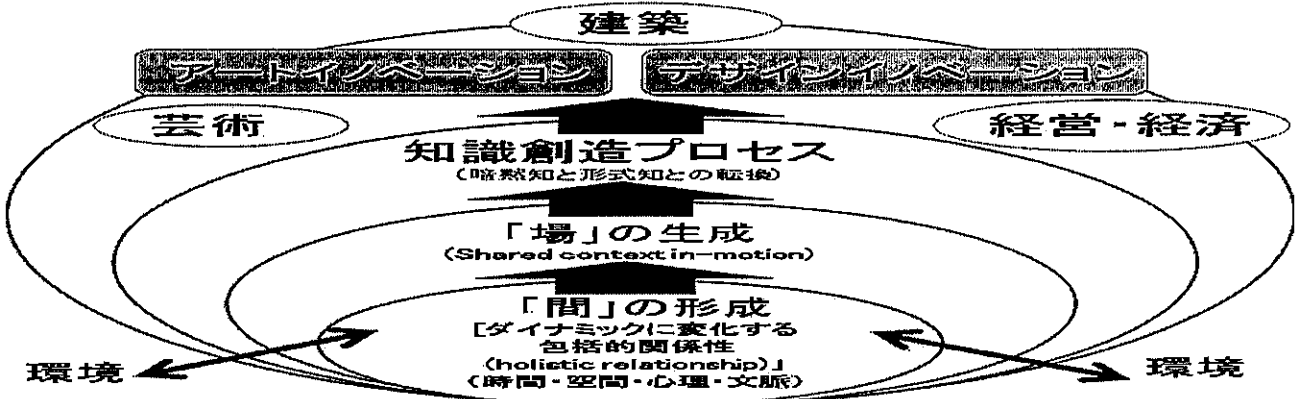 建築
アートイノベーション
デザインイノベーション
芸術
経営・経済
知識創造プロセス
(暗黙知と形式知との転換)
「場」の生成
(Shared context in-motion)
「間」の形成
[ダイナミックに変化する
包括的関係性
(holistic relationship)」
(時間・空間・心理・文脈)
環境
環境